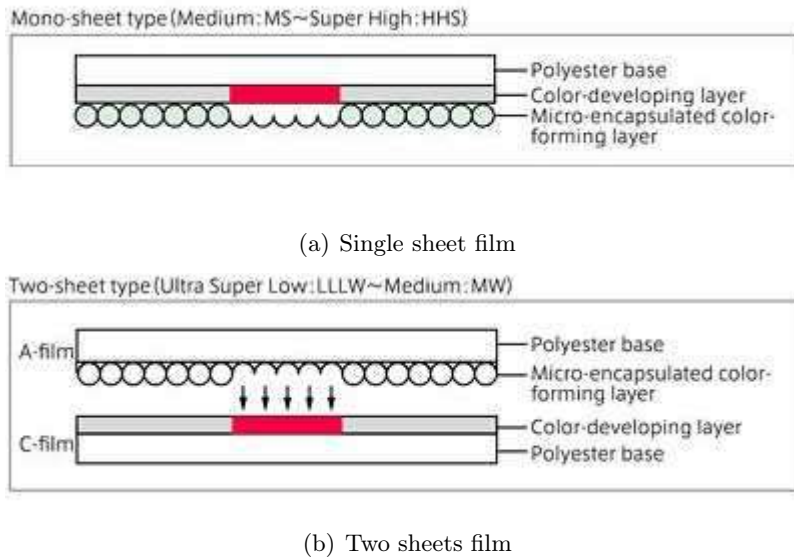 Mono-sheet type(Medium:MS~Super High:HHS)
Polyester base
Color-developing layer
Micro-encapsulated color-
forming layer
(a) Single sheet film
Two-sheet type(Ultra Super Low:LLLW~Medium:MW)
A-film
Polyester base
Micro-encapsulated color-
forming layer
C-film
Color-developing layer
Polyester base
(b) Two sheets film